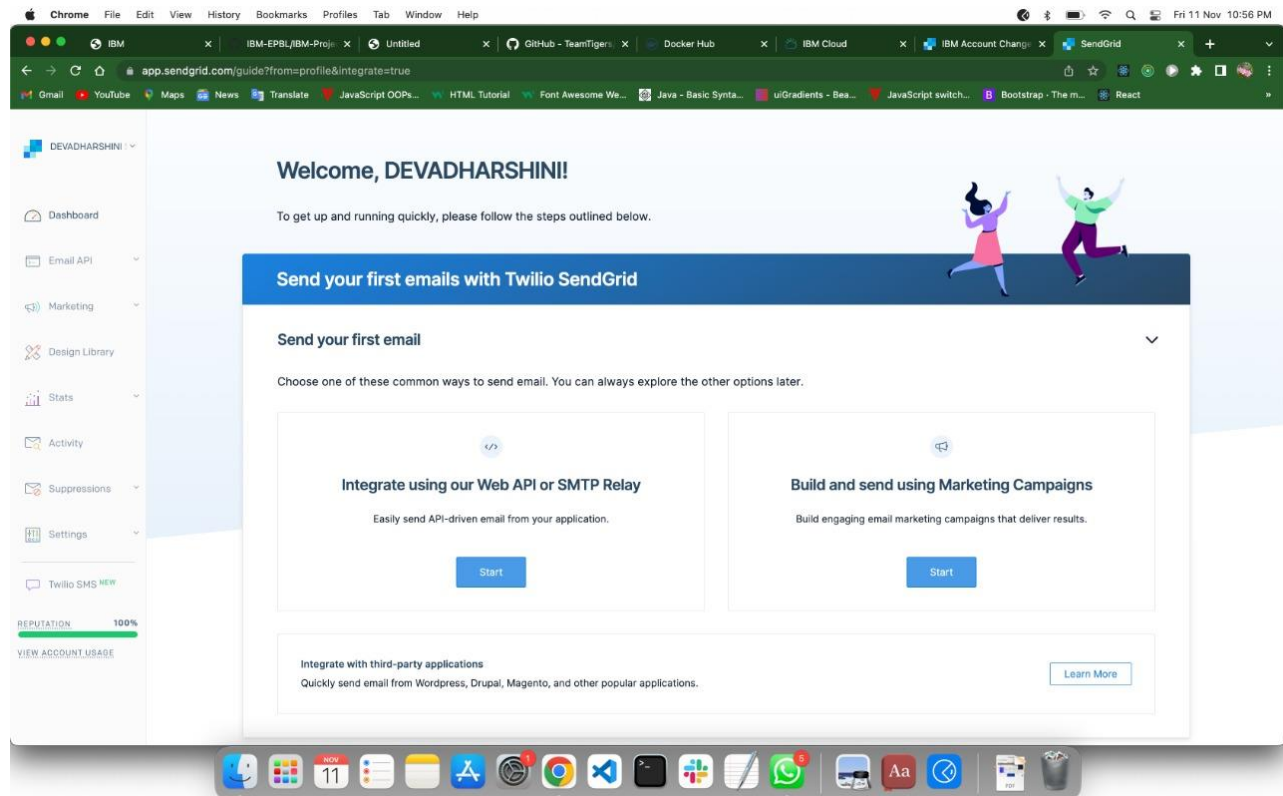 Chrome File Edit View History Bookmarks Profiles Tab Window Help Fri 11 Nov 10:56 PM
IBM IBM-EPBL/IBM-Proje Untitled GitHub - TeamTigers Docker Hub IBM Cloud IBM Account Change SendGrid
app.sendgrid.com/guide?from=profile&integrate=true
Gmail YouTube Maps News Translate JavaScript OOPs... HTML Tutorial Font Awesome We... Java - Basic Synta... uiGradients - Bea... JavaScript switch... Bootstrap · The m... React »
DEVADHARSHINI
Welcome, DEVADHARSHINI!
To get up and running quickly, please follow the steps outlined below.
Dashboard
Email API
Marketing
Design Library
Stats
Activity
Suppressions
Settings
Twilio SMS NEW
REPUTATION 100%
VIEW ACCOUNT USAGE
Send your first emails with Twilio SendGrid
Send your first email
Choose one of these common ways to send email. You can always explore the other options later.
Integrate using our Web API or SMTP Relay
Easily send API-driven email from your application.
Start
Build and send using Marketing Campaigns
Build engaging email marketing campaigns that deliver results.
Start
Integrate with third-party applications
Quickly send email from Wordpress, Drupal, Magento, and other popular applications.
Learn More
NOV
11
1
5
Aa
PDF